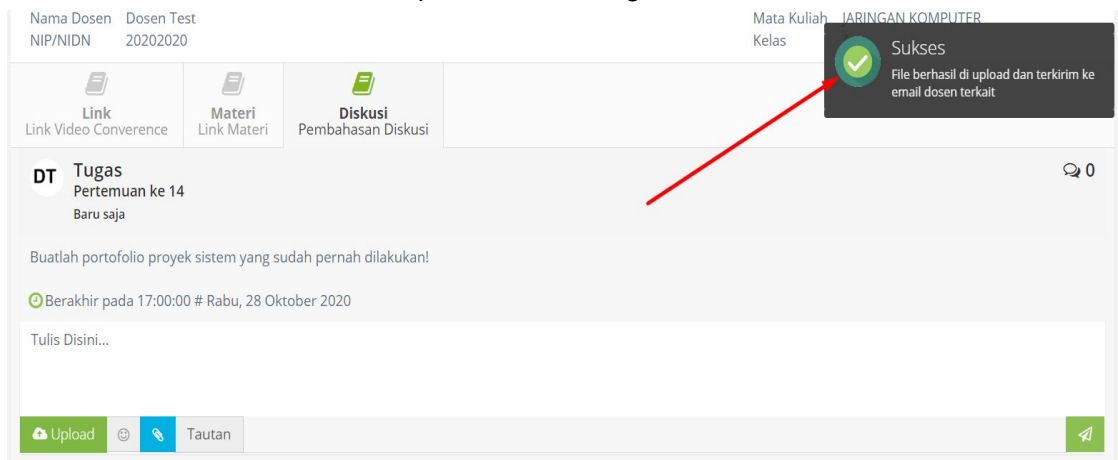 Nama Dosen Dosen Test
NIP/NIDN 20202020
Mata Kuliah JARINGAN KOMPUTER
Kelas
Sukses
File berhasil di upload dan terkirim ke
email dosen terkait
Link
Link Video Converence
Materi
Link Materi
Diskusi
Pembahasan Diskusi
DT
Tugas
Pertemuan ke 14
Baru saja
0
Buatlah portofolio proyek sistem yang sudah pernah dilakukan!
Berakhir pada 17:00:00 # Rabu, 28 Oktober 2020
Tulis Disini...
Upload
Tautan